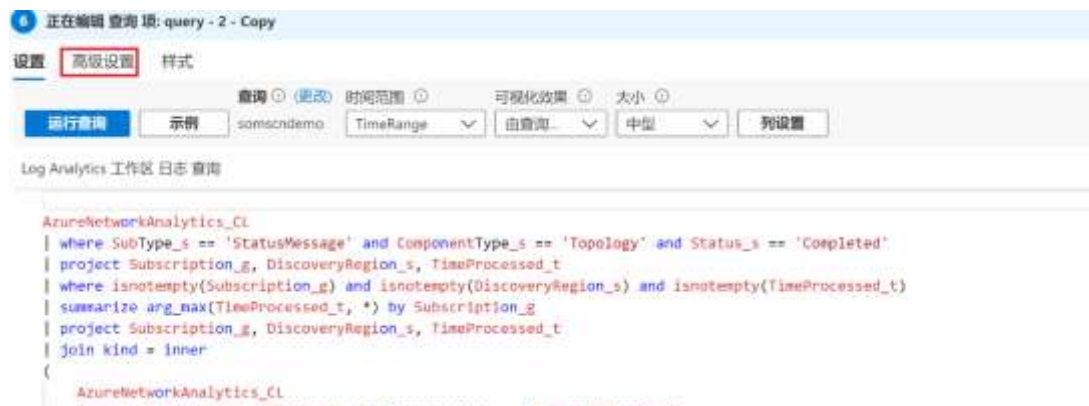 6 正在编辑 查询 项: query - 2 - Copy
设置 高级设置 样式
查询 (更改) 时间范围 可视化效果 大小
运行查询 示例 somscndemo TimeRange 由查询... 中型 列设置
Log Analytics 工作区 日志 查询
AzureNetworkAnalytics_CL
| where SubType_s == 'StatusMessage' and ComponentType_s == 'Topology' and Status_s == 'Completed'
| project Subscription_g, DiscoveryRegion_s, TimeProcessed_t
| where isnotempty(Subscription_g) and isnotempty(DiscoveryRegion_s) and isnotempty(TimeProcessed_t)
| summarize arg_max(TimeProcessed_t, *) by Subscription_g
| project Subscription_g, DiscoveryRegion_s, TimeProcessed_t
| join kind = inner
(
AzureNetworkAnalytics_CL